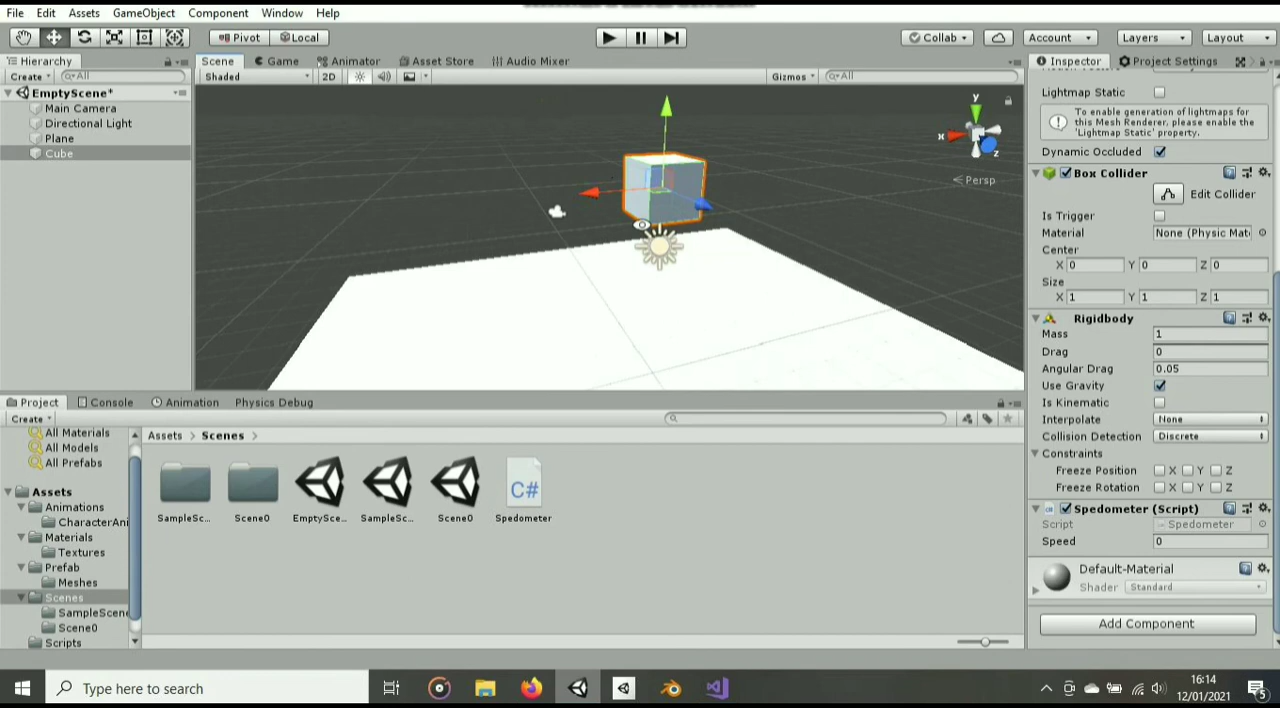 File Edit Assets GameObject Component Window Help
Pivot Local Collab Account Layers Layout
Hierarchy
Create All
EmptyScene*
Main Camera
Directional Light
Plane
Cube
Scene Game Animator Asset Store Audio Mixer
Shaded 2D Gizmos All
y
x
z
Persp
Inspector Project Settings
Lightmap Static
To enable generation of lightmaps for
this Mesh Renderer, please enable the
'Lightmap Static' property.
Dynamic Occluded
Box Collider
Edit Collider
Is Trigger
Material None (Physic Mate
Center
X 0 Y 0 Z 0
Size
X 1 Y 1 Z 1
Rigidbody
Mass 1
Drag 0
Angular Drag 0.05
Use Gravity
Is Kinematic
Interpolate None
Collision Detection Discrete
Constraints
Freeze Position X Y Z
Freeze Rotation X Y Z
Spedometer (Script)
Script Spedometer
Speed 0
Default-Material
Shader Standard
Add Component
Project Console Animation Physics Debug
Create
All Materials
All Models
All Prefabs
Assets
Animations
CharacterAni
Materials
Textures
Prefab
Meshes
Scenes
SampleScene
Scene0
Scripts
Assets > Scenes >
C#
SampleSc... Scene0 EmptySce... SampleSc... Scene0 Spedometer
Type here to search
16:14
12/01/2021
5